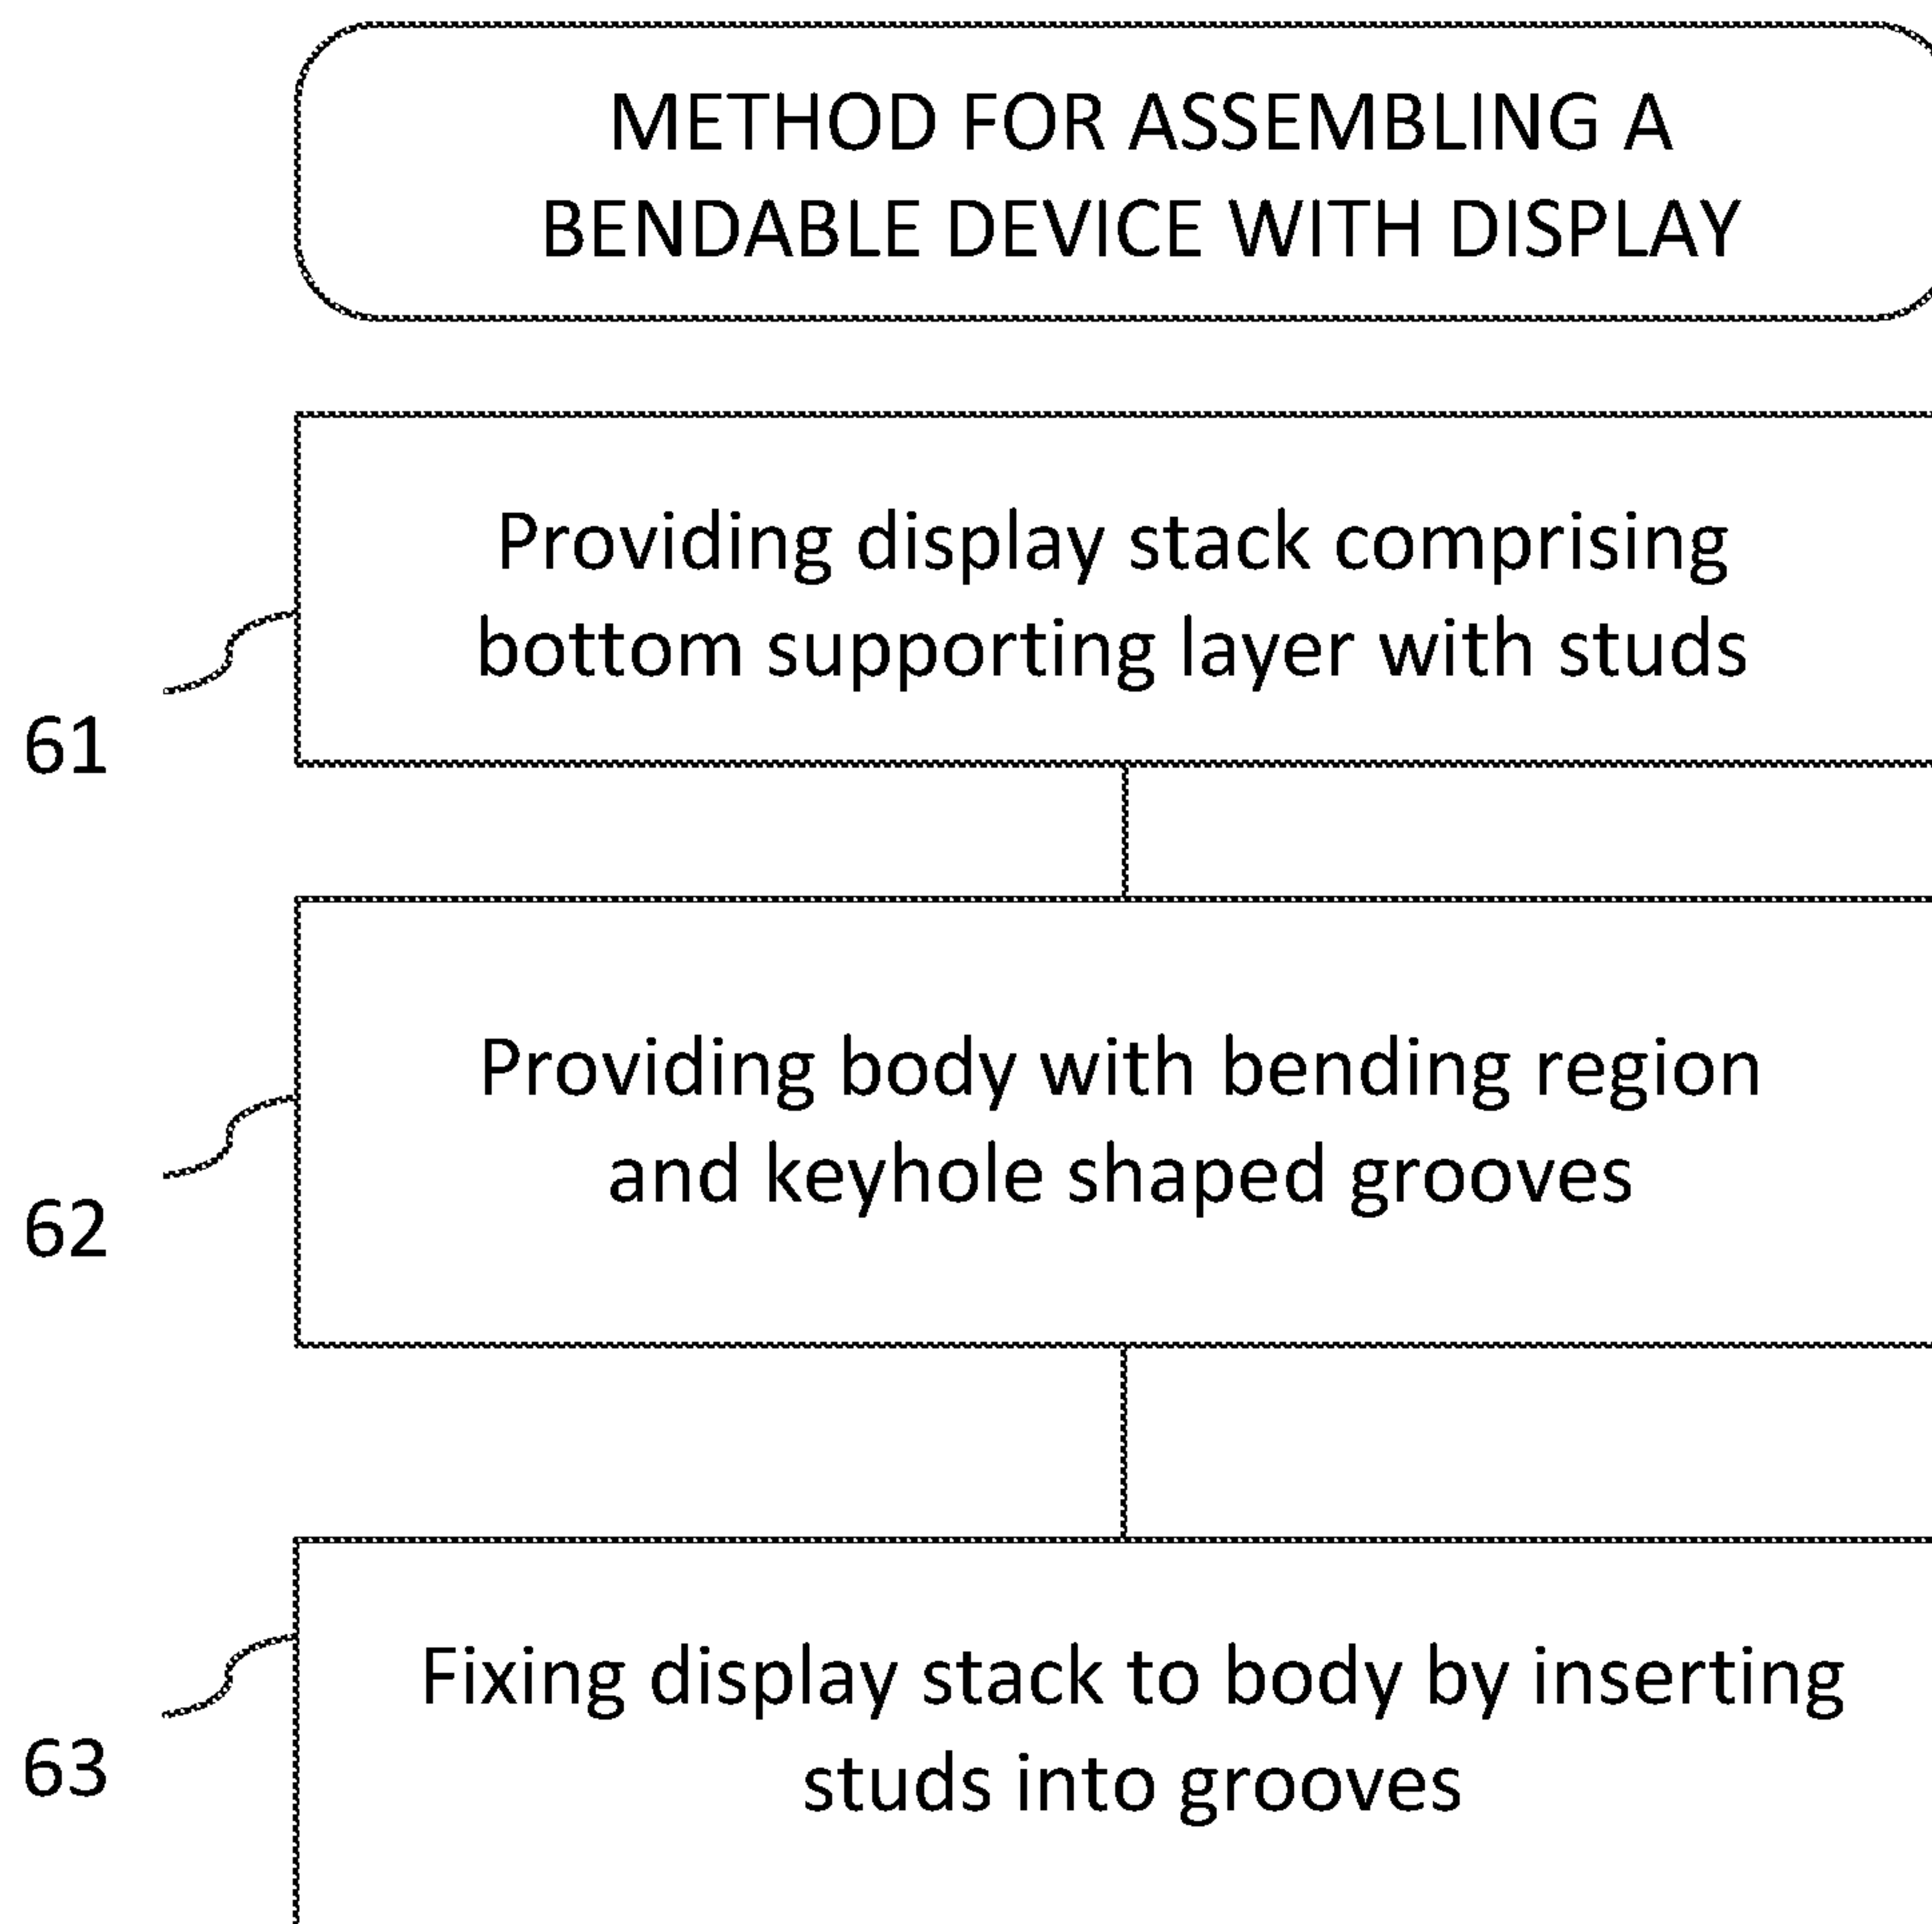 METHOD FOR ASSEMBLING A
BENDABLE DEVICE WITH DISPLAY
Providing display stack comprising
bottom supporting layer with studs
61
Providing body with bending region
and keyhole shaped grooves
62
Fixing display stack to body by inserting
studs into grooves
63